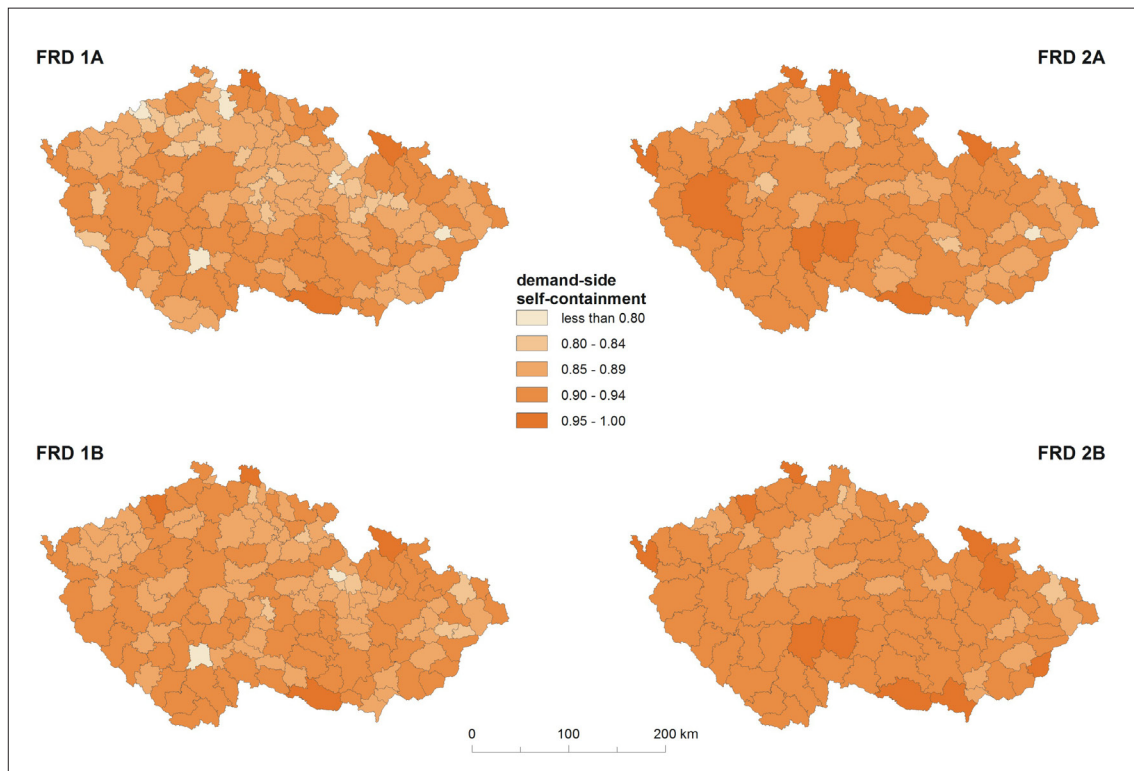 FRD 1A
FRD 2A
demand-side
self-containment
less than 0.80
0.80 - 0.84
0.85 - 0.89
0.90 - 0.94
0.95 - 1.00
FRD 1B
FRD 2B
0 100 200 km